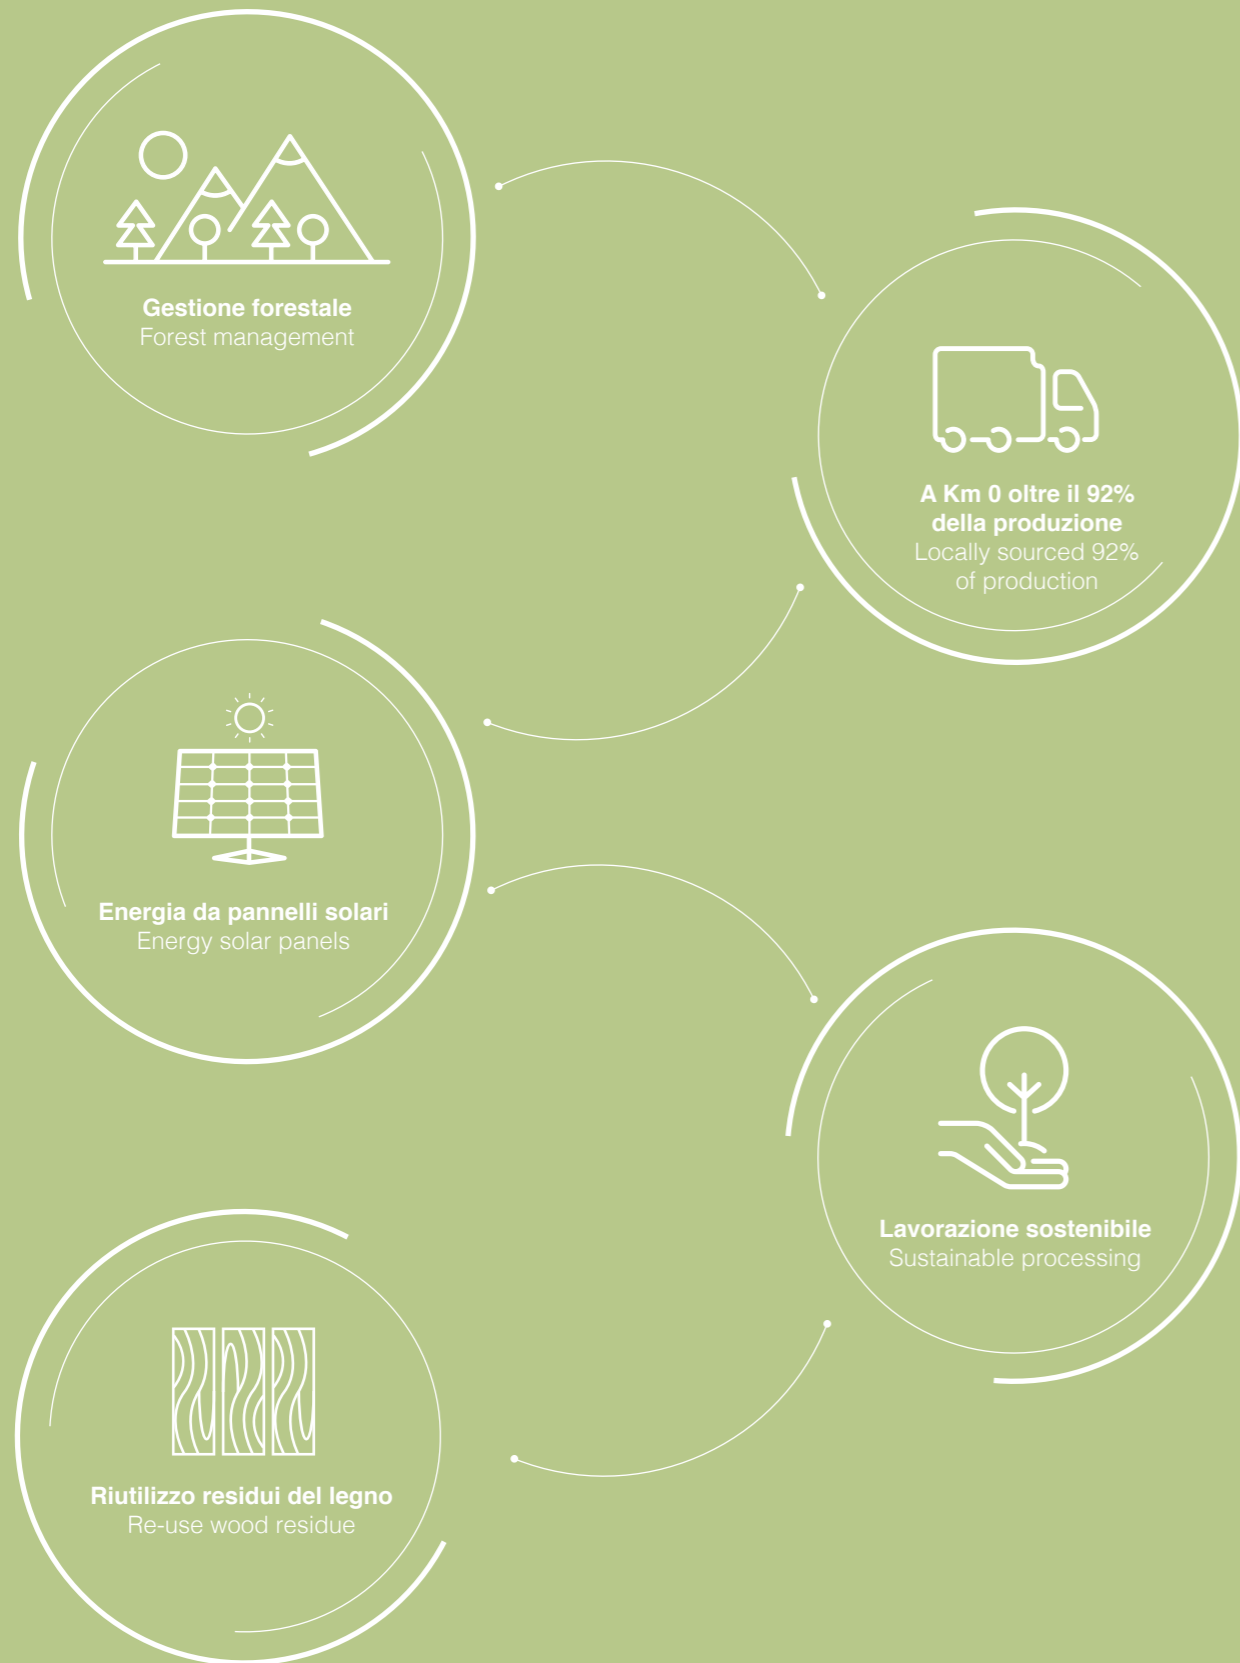 Gestione forestale
Forest management
A Km 0 oltre il 92%
della produzione
Locally sourced 92%
of production
Energia da pannelli solari
Energy solar panels
Lavorazione sostenibile
Sustainable processing
Riutilizzo residui del legno
Re-use wood residue